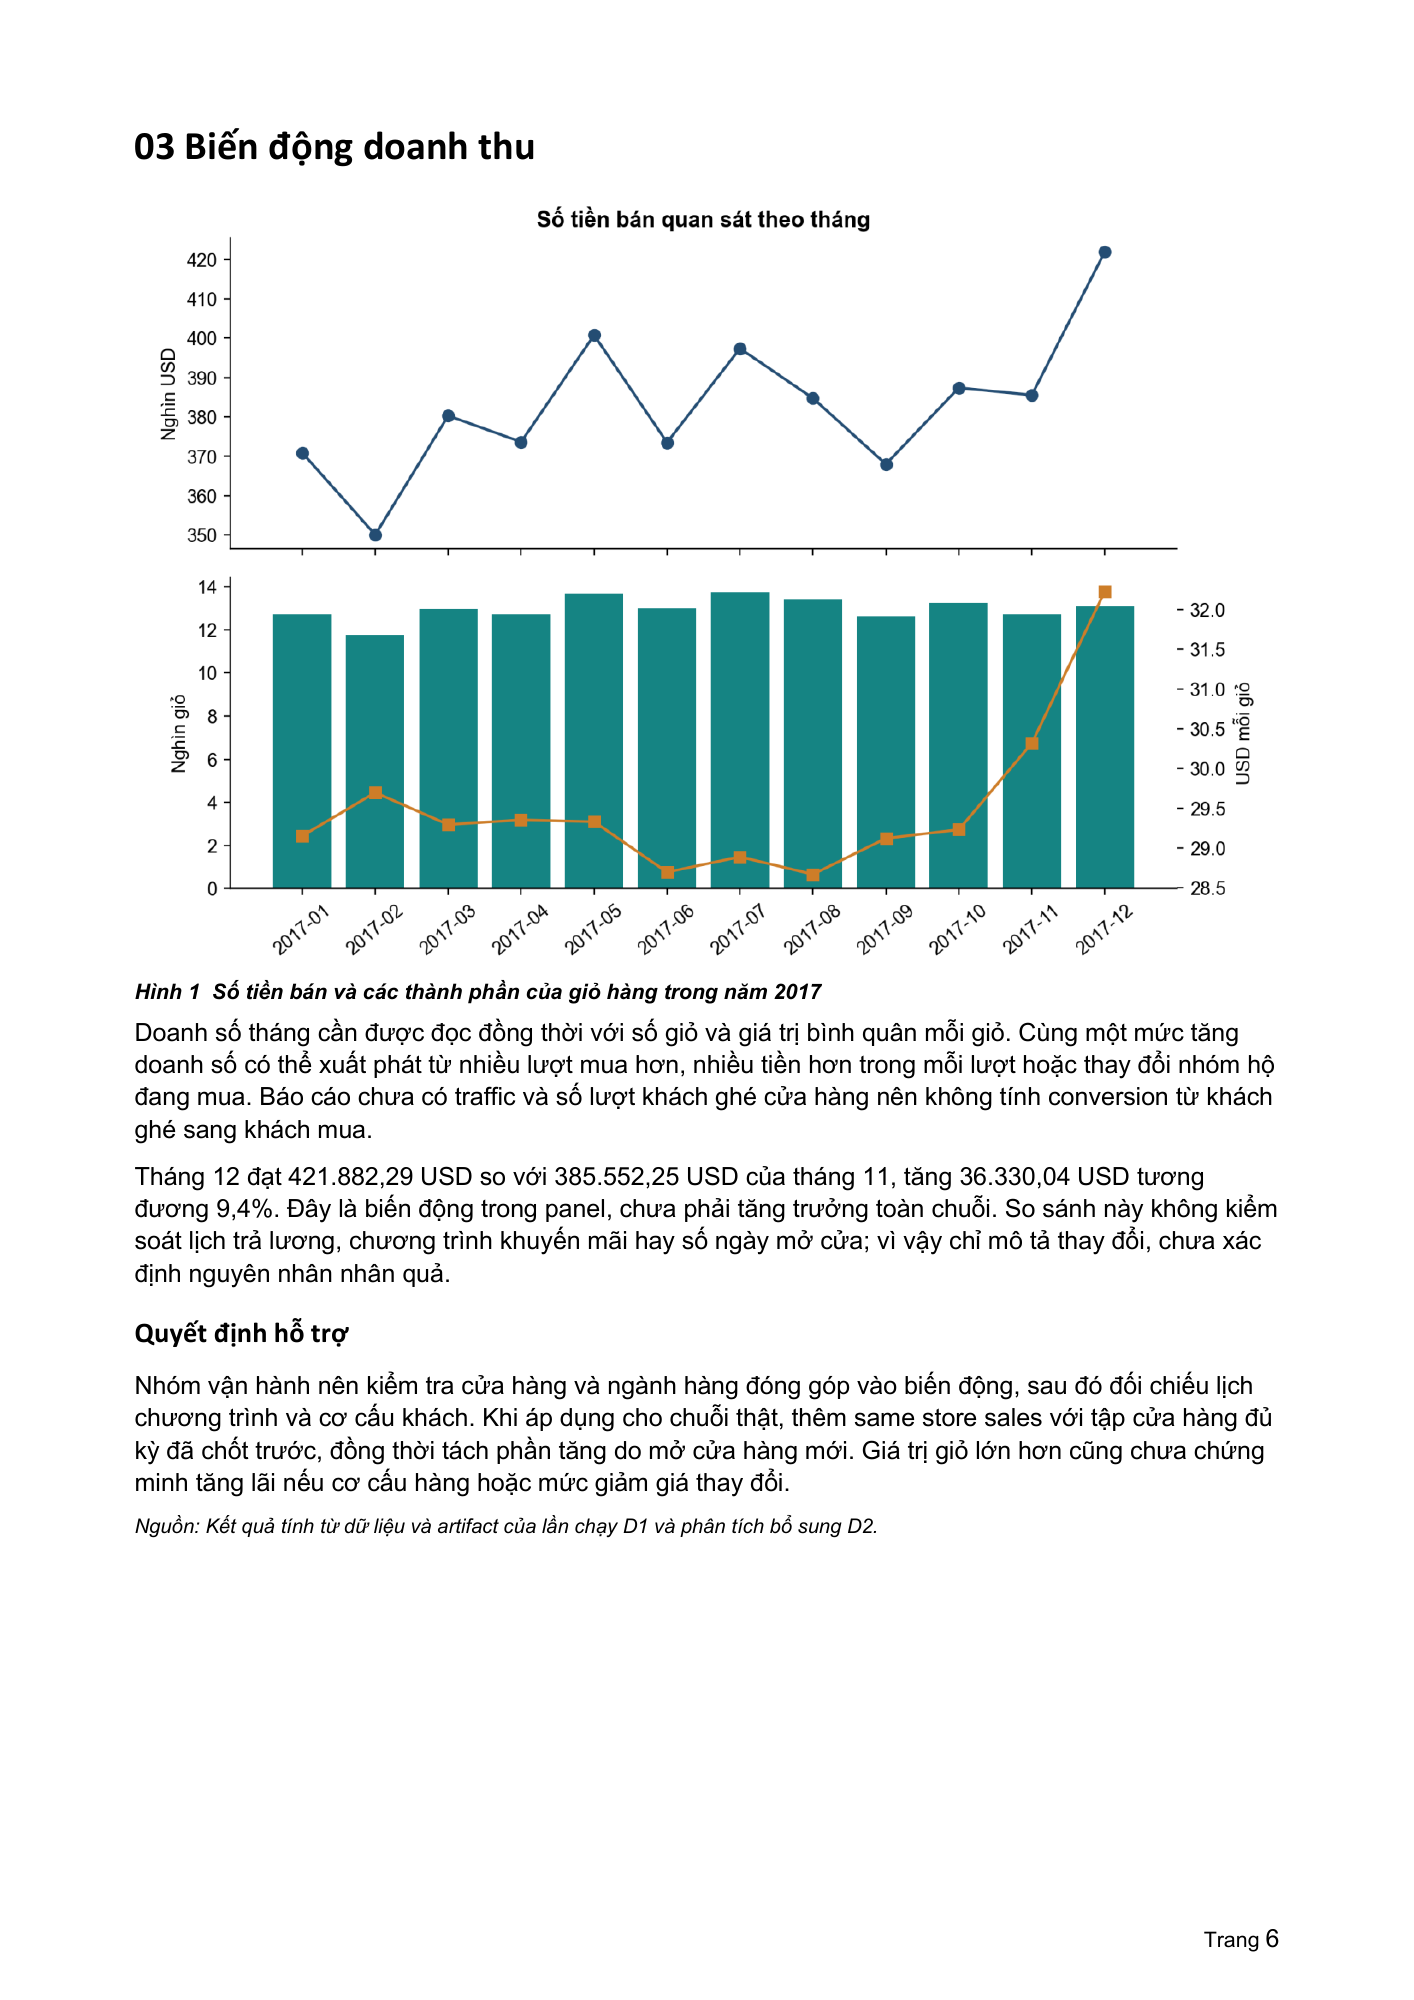 03 Biến động doanh thu
Số tiền bán quan sát theo tháng
420
410
400
390
380
370
360
350
Nghìn USD
14
12
10
8
6
4
2
0
Nghìn giỏ
32.0
31.5
31.0
30.5
30.0
29.5
29.0
28.5
USD mỗi giỏ
2017-01
2017-02
2017-03
2017-04
2017-05
2017-06
2017-07
2017-08
2017-09
2017-10
2017-11
2017-12
Hình 1 Số tiền bán và các thành phần của giỏ hàng trong năm 2017
Doanh số tháng cần được đọc đồng thời với số giỏ và giá trị bình quân mỗi giỏ. Cùng một mức tăng
doanh số có thể xuất phát từ nhiều lượt mua hơn, nhiều tiền hơn trong mỗi lượt hoặc thay đổi nhóm hộ
đang mua. Báo cáo chưa có traffic và số lượt khách ghé cửa hàng nên không tính conversion từ khách
ghé sang khách mua.
Tháng 12 đạt 421.882,29 USD so với 385.552,25 USD của tháng 11, tăng 36.330,04 USD tương
đương 9,4%. Đây là biến động trong panel, chưa phải tăng trưởng toàn chuỗi. So sánh này không kiểm
soát lịch trả lương, chương trình khuyến mãi hay số ngày mở cửa; vì vậy chỉ mô tả thay đổi, chưa xác
định nguyên nhân nhân quả.
Quyết định hỗ trợ
Nhóm vận hành nên kiểm tra cửa hàng và ngành hàng đóng góp vào biến động, sau đó đối chiếu lịch
chương trình và cơ cấu khách. Khi áp dụng cho chuỗi thật, thêm same store sales với tập cửa hàng đủ
kỳ đã chốt trước, đồng thời tách phần tăng do mở cửa hàng mới. Giá trị giỏ lớn hơn cũng chưa chứng
minh tăng lãi nếu cơ cấu hàng hoặc mức giảm giá thay đổi.
Nguồn: Kết quả tính từ dữ liệu và artifact của lần chạy D1 và phân tích bổ sung D2.
Trang 6